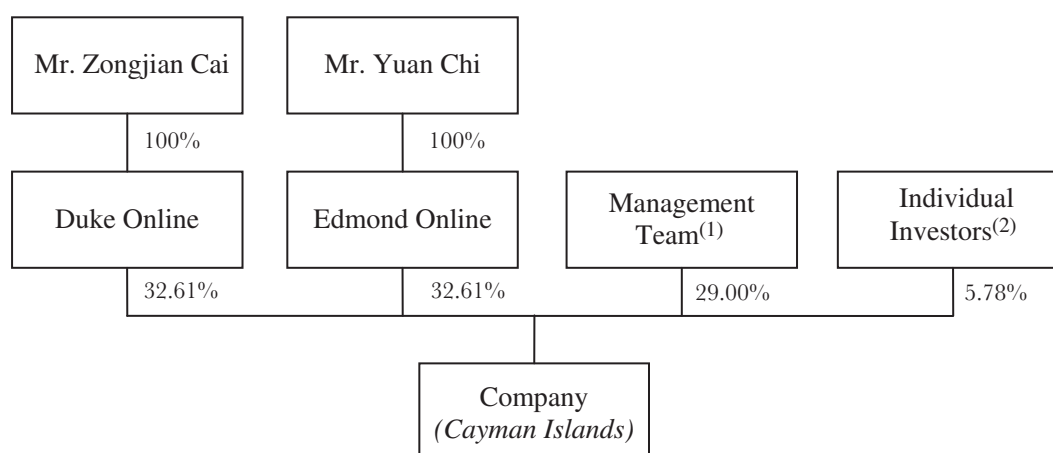 Mr. Zongjian Cai
Mr. Yuan Chi
100%
100%
Duke Online
Edmond Online
Management
Team(1)
Individual
Investors(2)
32.61%
32.61%
29.00%
5.78%
Company
(Cayman Islands)